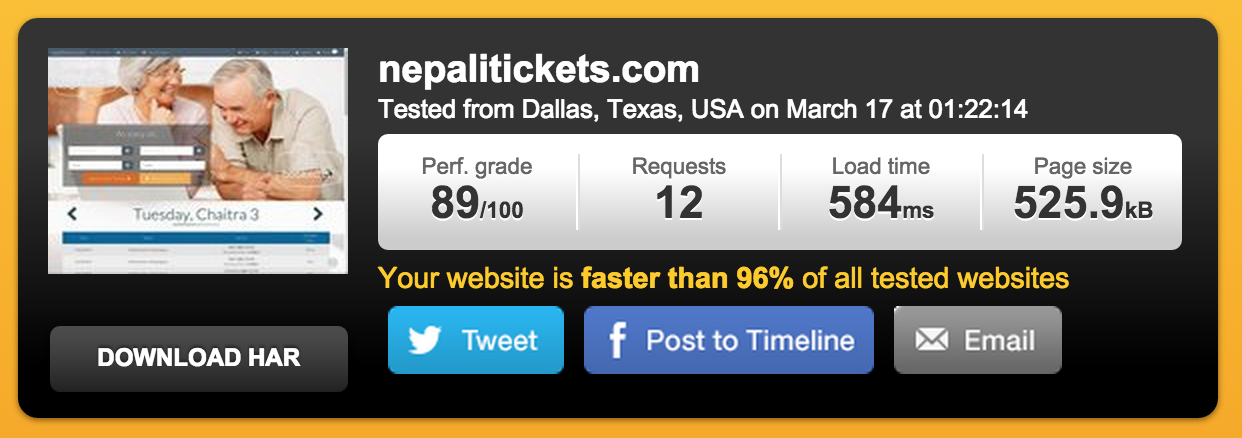 nepalitickets.com
Tested from Dallas, Texas, USA on March 17 at 01:22:14
Perf. grade
Requests
Load time
Page size
89/100
12
584ms
525.9kB
Your website is faster than 96% of all tested websites
Tuesday, Chaitra 3
Tweet
Post to Timeline
Email
DOWNLOAD HAR